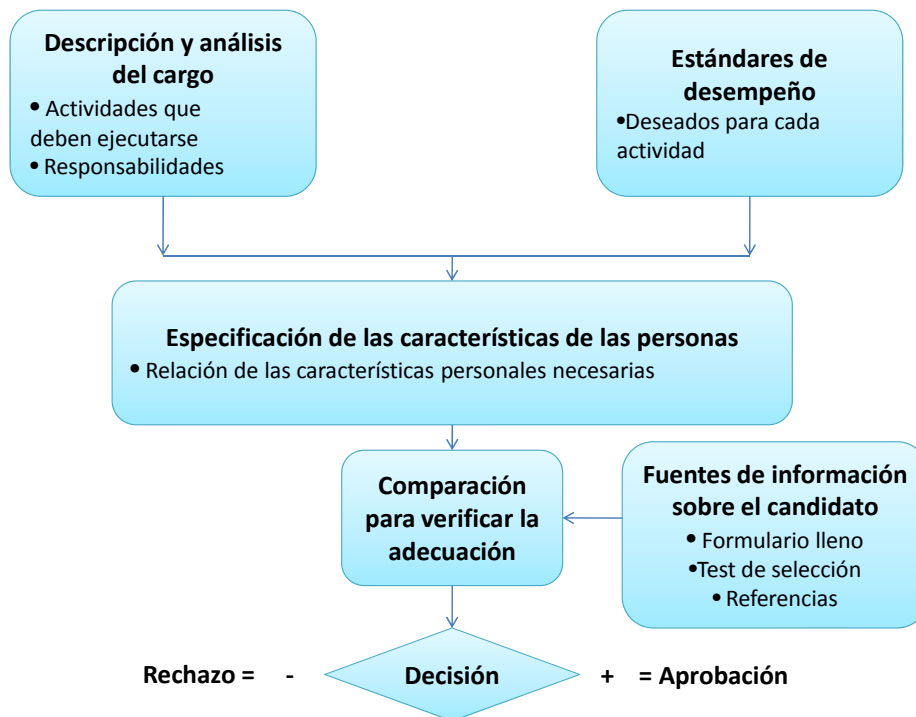 Descripción y análisis
del cargo
• Actividades que
deben ejecutarse
• Responsabilidades
Estándares de
desempeño
•Deseados para cada
actividad
Especificación de las características de las personas
• Relación de las características personales necesarias
Comparación
para verificar la
adecuación
Fuentes de información
sobre el candidato
• Formulario lleno
•Test de selección
• Referencias
Rechazo = - Decisión + = Aprobación